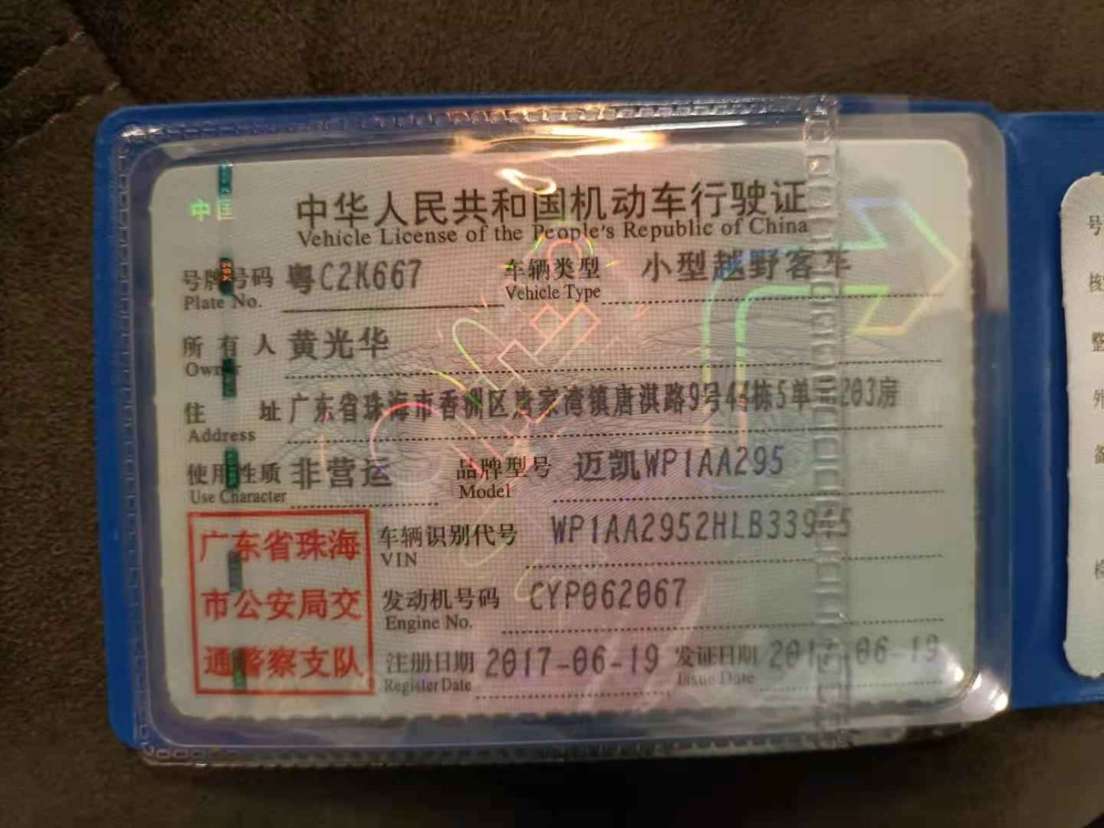 中国
中华人民共和国机动车行驶证
Vehicle License of the People's Republic of China
号牌号码 粤C2K667 车辆类型 小型越野客车
Plate No. Vehicle Type
所有人 黄光华
Owner
住址 广东省珠海市香洲区唐家湾镇唐淇路9号44栋5单元203房
Address
使用性质 非营运 品牌型号 迈凯WP1AA295
Use Character Model
车辆识别代号 WP1AA2952HLB33945
VIN
发动机号码 CYP062067
Engine No.
注册日期 2017-06-19 发证日期 2017-06-19
Register Date Issue Date
广东省珠海
市公安局交
通警察支队
号